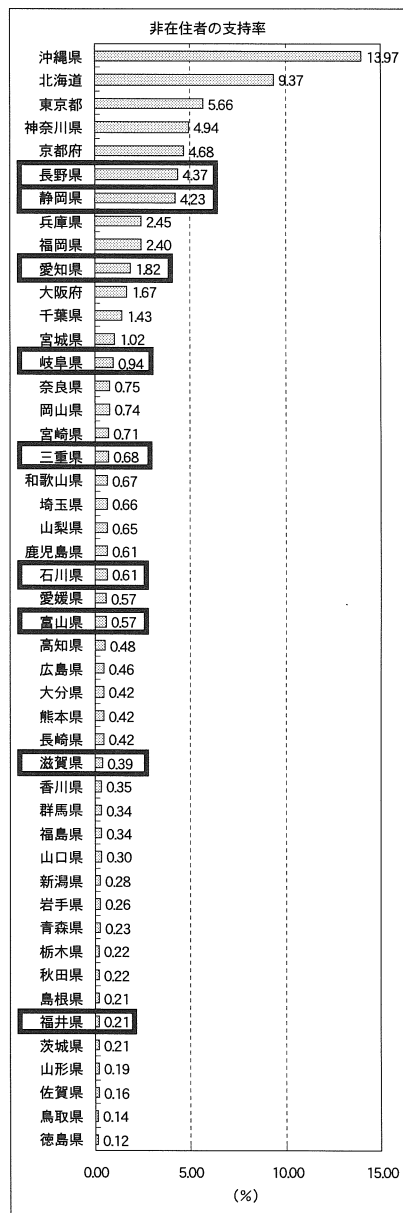 非在住者の支持率
沖縄県 13.97
北海道 9.37
東京都 5.66
神奈川県 4.94
京都府 4.68
長野県 4.37
静岡県 4.23
兵庫県 2.45
福岡県 2.40
愛知県 1.82
大阪府 1.67
千葉県 1.43
宮城県 1.02
岐阜県 0.94
奈良県 0.75
岡山県 0.74
宮崎県 0.71
三重県 0.68
和歌山県 0.67
埼玉県 0.66
山梨県 0.65
鹿児島県 0.61
石川県 0.61
愛媛県 0.57
富山県 0.57
高知県 0.48
広島県 0.46
大分県 0.42
熊本県 0.42
長崎県 0.42
滋賀県 0.39
香川県 0.35
群馬県 0.34
福島県 0.34
山口県 0.30
新潟県 0.28
岩手県 0.26
青森県 0.23
栃木県 0.22
秋田県 0.22
島根県 0.21
福井県 0.21
茨城県 0.21
山形県 0.19
佐賀県 0.16
鳥取県 0.14
徳島県 0.12
0.00 5.00 10.00 15.00
(%)